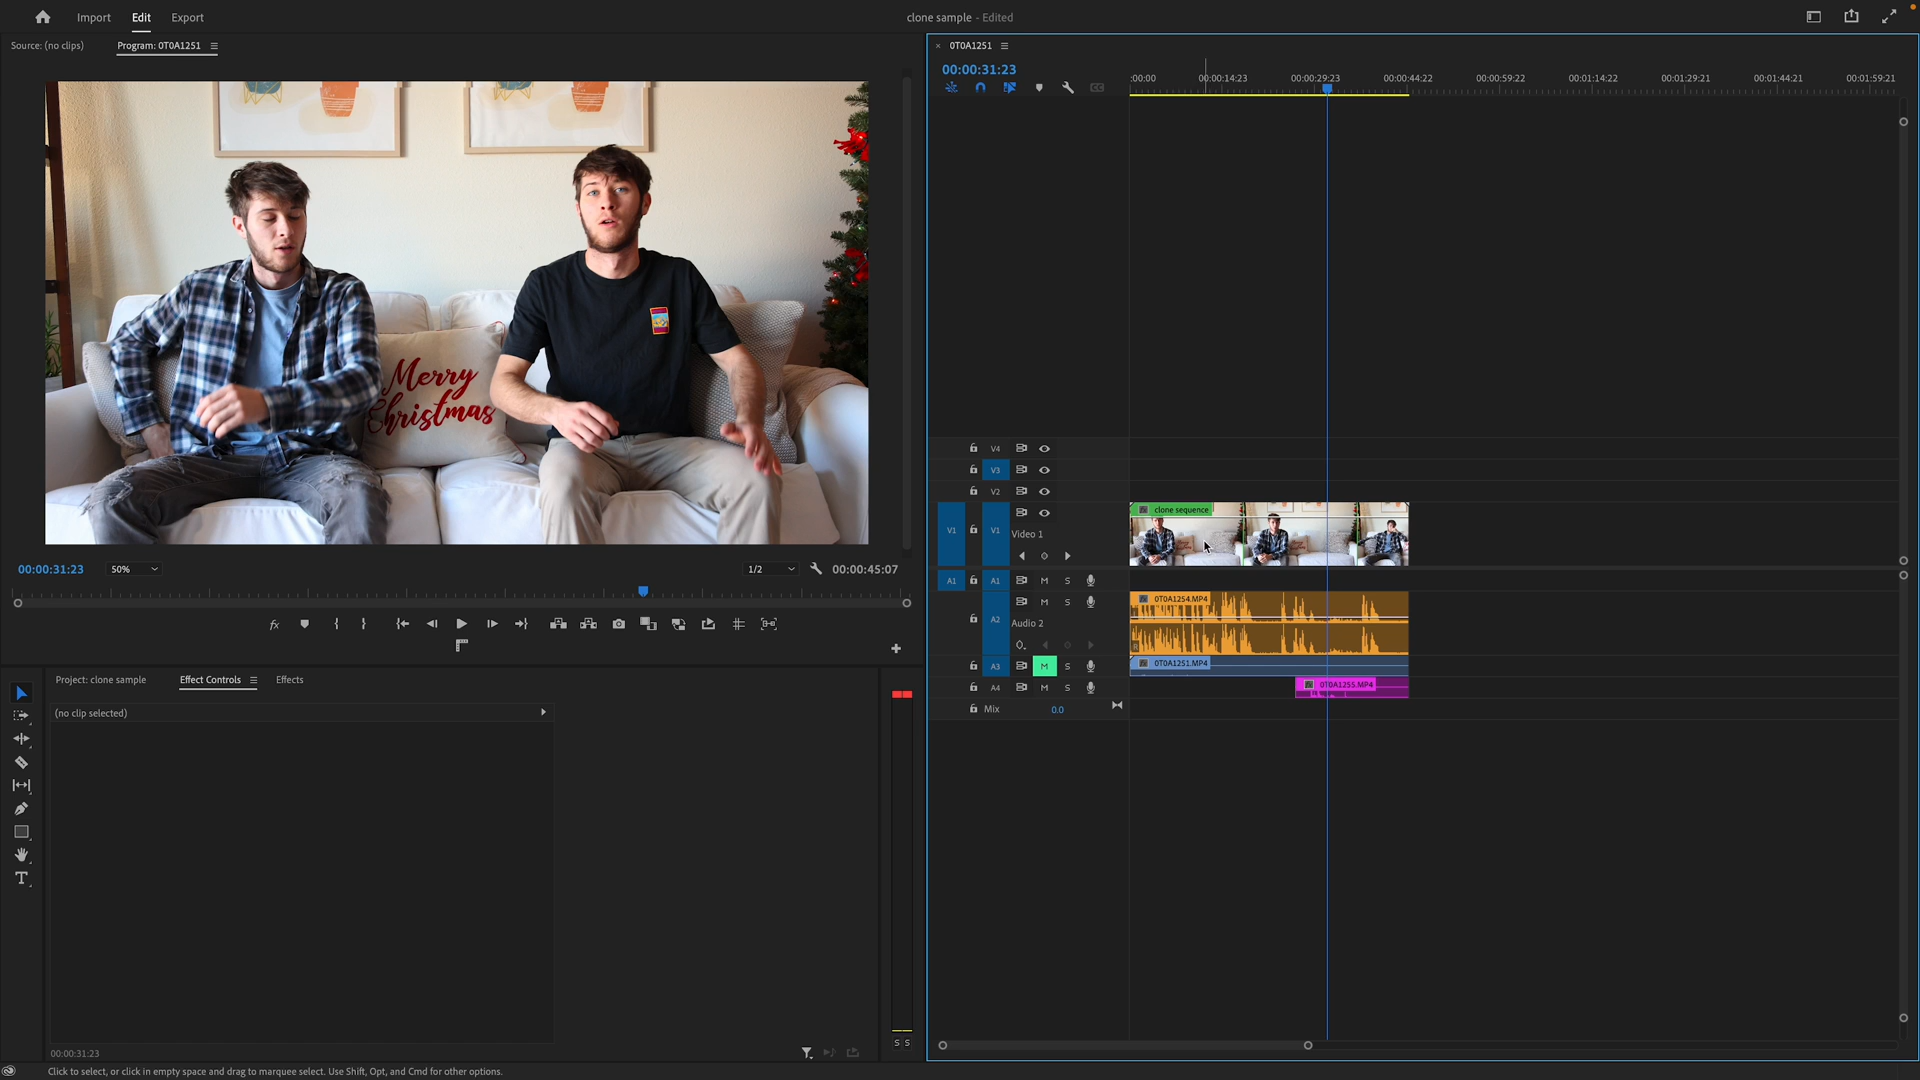 Import Edit Export
clone sample - Edited
Source: (no clips) Program: 0T0A1251
Merry
Christmas
00:00:31:23 50% 1/2 00:00:45:07
Project: clone sample Effect Controls Effects
(no clip selected)
00:00:31:23
S S
× 0T0A1251
00:00:31:23
:00:00 00:00:14:23 00:00:29:23 00:00:44:22 00:00:59:22 00:01:14:22 00:01:29:21 00:01:44:21 00:01:59:21
V4
V3
V2
V1 V1 clone sequence
Video 1
A1 A1 M S
M S 0T0A1254.MP4
A2 Audio 2
R
A3 M S 0T0A1251.MP4
A4 M S 0T0A1255.MP4
Mix 0.0
Click to select, or click in empty space and drag to marquee select. Use Shift, Opt, and Cmd for other options.